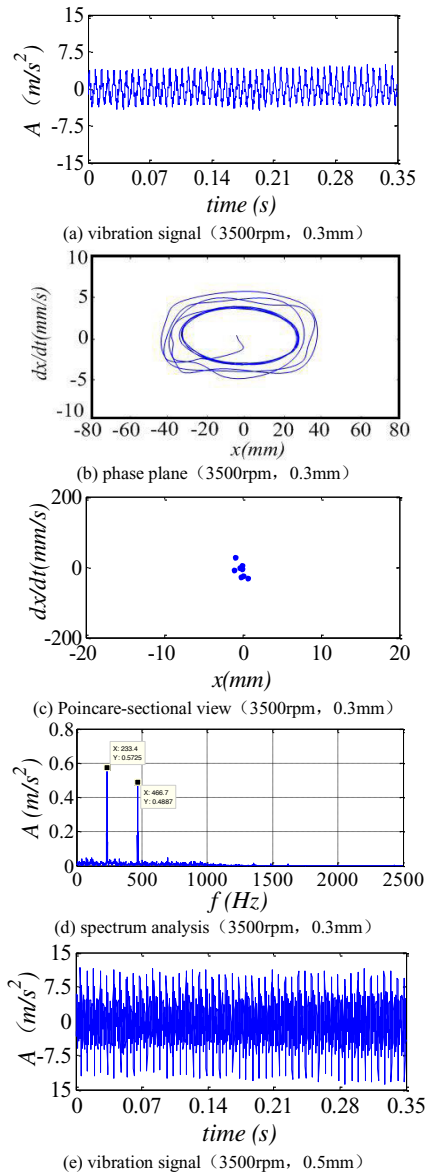 15
7.5
0
-7.5
-15
A (m/s²)
0 0.07 0.14 0.21 0.28 0.35
time (s)
(a) vibration signal（3500rpm，0.3mm）
10
5
0
-5
-10
dx/dt(mm/s)
-80 -60 -40 -20 0 20 40 60 80
x(mm)
(b) phase plane（3500rpm，0.3mm）
200
0
-200
dx/dt(mm/s)
-20 -10 0 10 20
x(mm)
(c) Poincare-sectional view（3500rpm，0.3mm）
0.8
0.6
0.4
0.2
0
A (m/s²)
X: 233.4
Y: 0.5725
X: 466.7
Y: 0.4887
0 500 1000 1500 2000 2500
f (Hz)
(d) spectrum analysis（3500rpm，0.3mm）
15
7.5
0
-7.5
15
A (m/s²)
0 0.07 0.14 0.21 0.28 0.35
time (s)
(e) vibration signal（3500rpm，0.5mm）